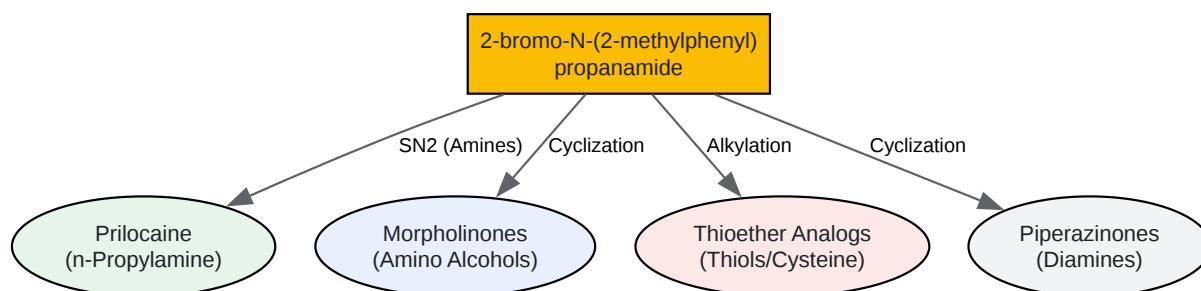 2-bromo-N-(2-methylphenyl)
propanamide
SN2 (Amines)
Cyclization
Alkylation
Cyclization
Prilocaine
(n-Propylamine)
Morpholinones
(Amino Alcohols)
Thioether Analogs
(Thiols/Cysteine)
Piperazinones
(Diamines)